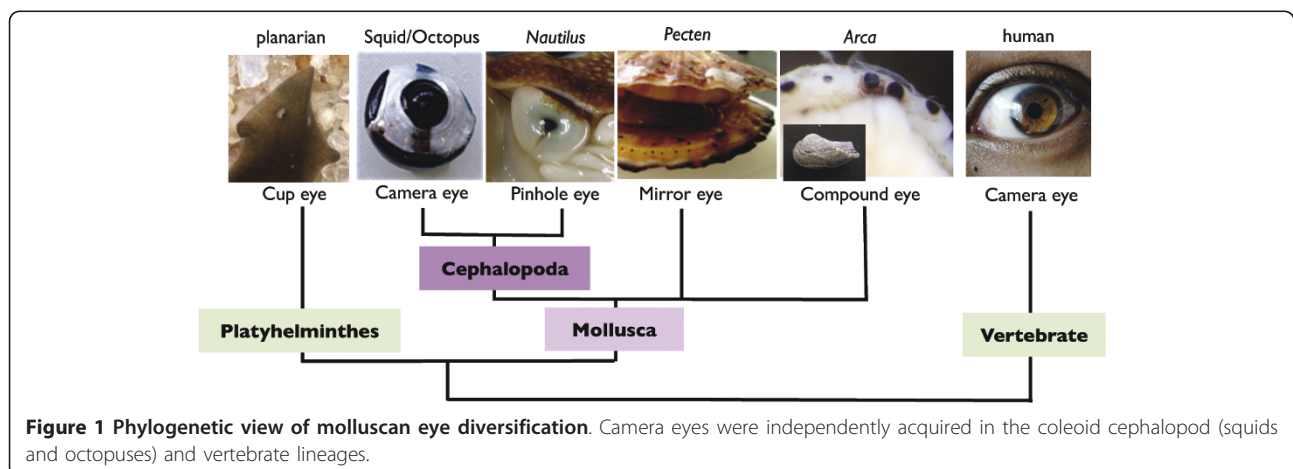 planarian
Squid/Octopus
Nautilus
Pecten
Arca
human
Cup eye
Camera eye
Pinhole eye
Mirror eye
Compound eye
Camera eye
Cephalopoda
Platyhelminthes
Mollusca
Vertebrate
Figure 1 Phylogenetic view of molluscan eye diversification. Camera eyes were independently acquired in the coleoid cephalopod (squids
and octopuses) and vertebrate lineages.